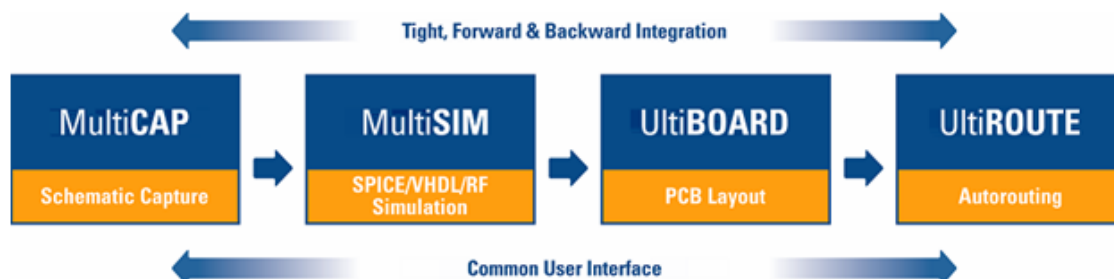 Tight, Forward & Backward Integration
MultiCAP
Schematic Capture
MultiSIM
SPICE/VHDL/RF
Simulation
UltiBOARD
PCB Layout
UltiROUTE
Autorouting
Common User Interface